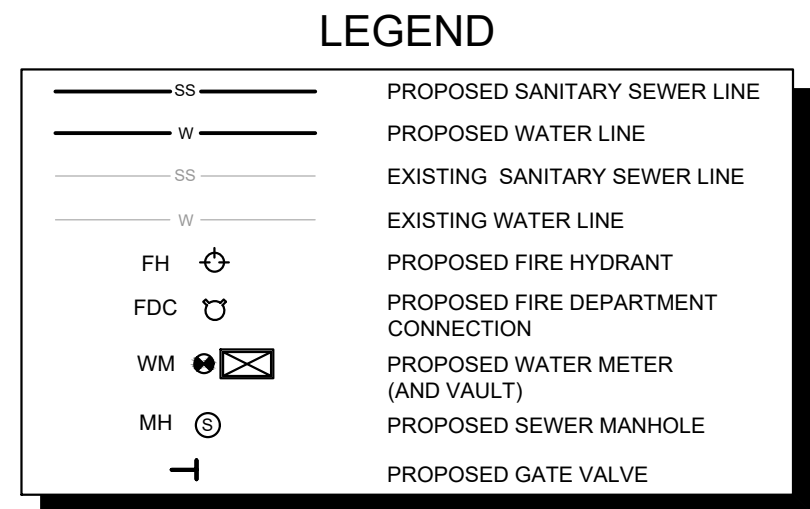 LEGEND
SS PROPOSED SANITARY SEWER LINE
W PROPOSED WATER LINE
SS EXISTING SANITARY SEWER LINE
W EXISTING WATER LINE
FH PROPOSED FIRE HYDRANT
FDC PROPOSED FIRE DEPARTMENT
CONNECTION
WM PROPOSED WATER METER
(AND VAULT)
MH S PROPOSED SEWER MANHOLE
PROPOSED GATE VALVE